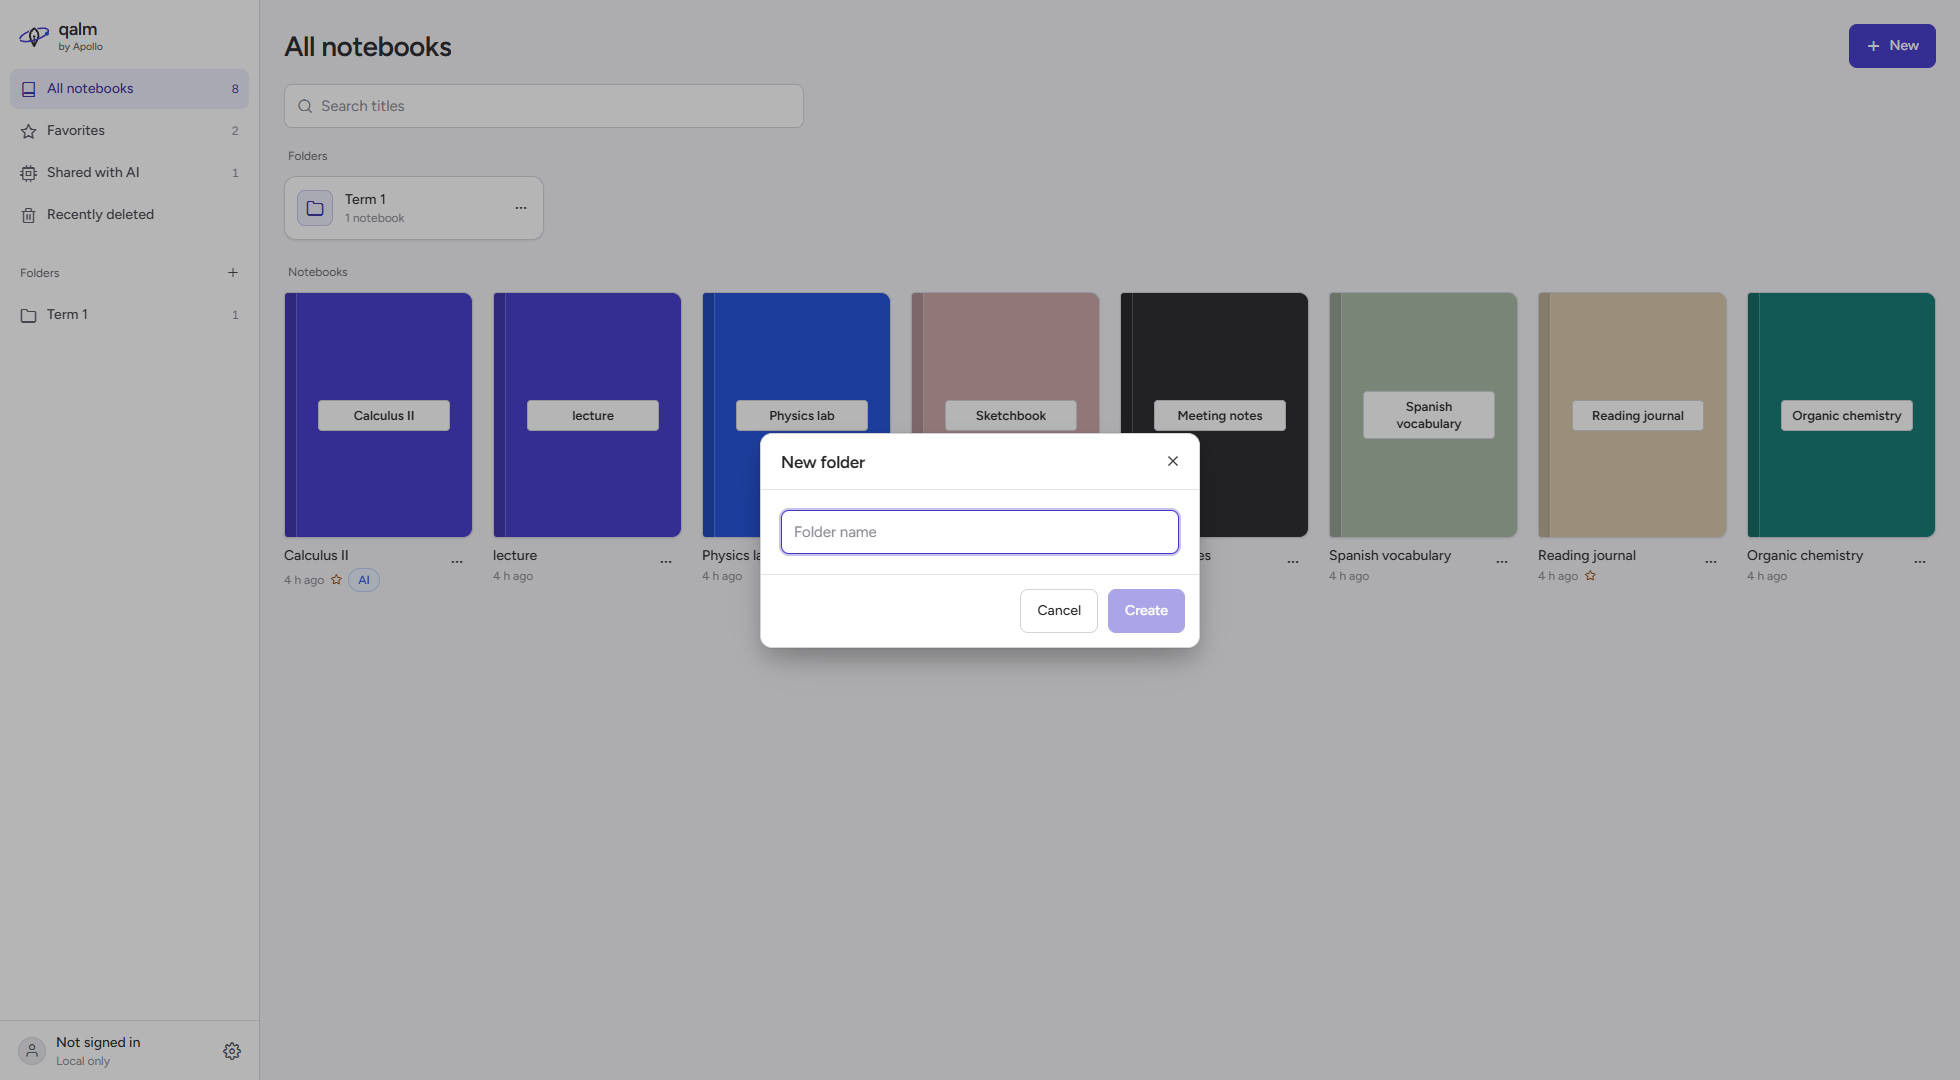 qalm
by Apollo
All notebooks 8
Favorites 2
Shared with AI 1
Recently deleted
Folders
Term 1 1
Not signed in
Local only
All notebooks
New
Search titles
Folders
Term 1
1 notebook
Notebooks
Calculus II
lecture
Physics lab
Sketchbook
Meeting notes
Spanish
vocabulary
Reading journal
Organic chemistry
Calculus II
4 h ago AI
lecture
4 h ago
Physics
4 h ago
Spanish vocabulary
4 h ago
Reading journal
4 h ago
Organic chemistry
4 h ago
New folder
Folder name
Cancel
Create